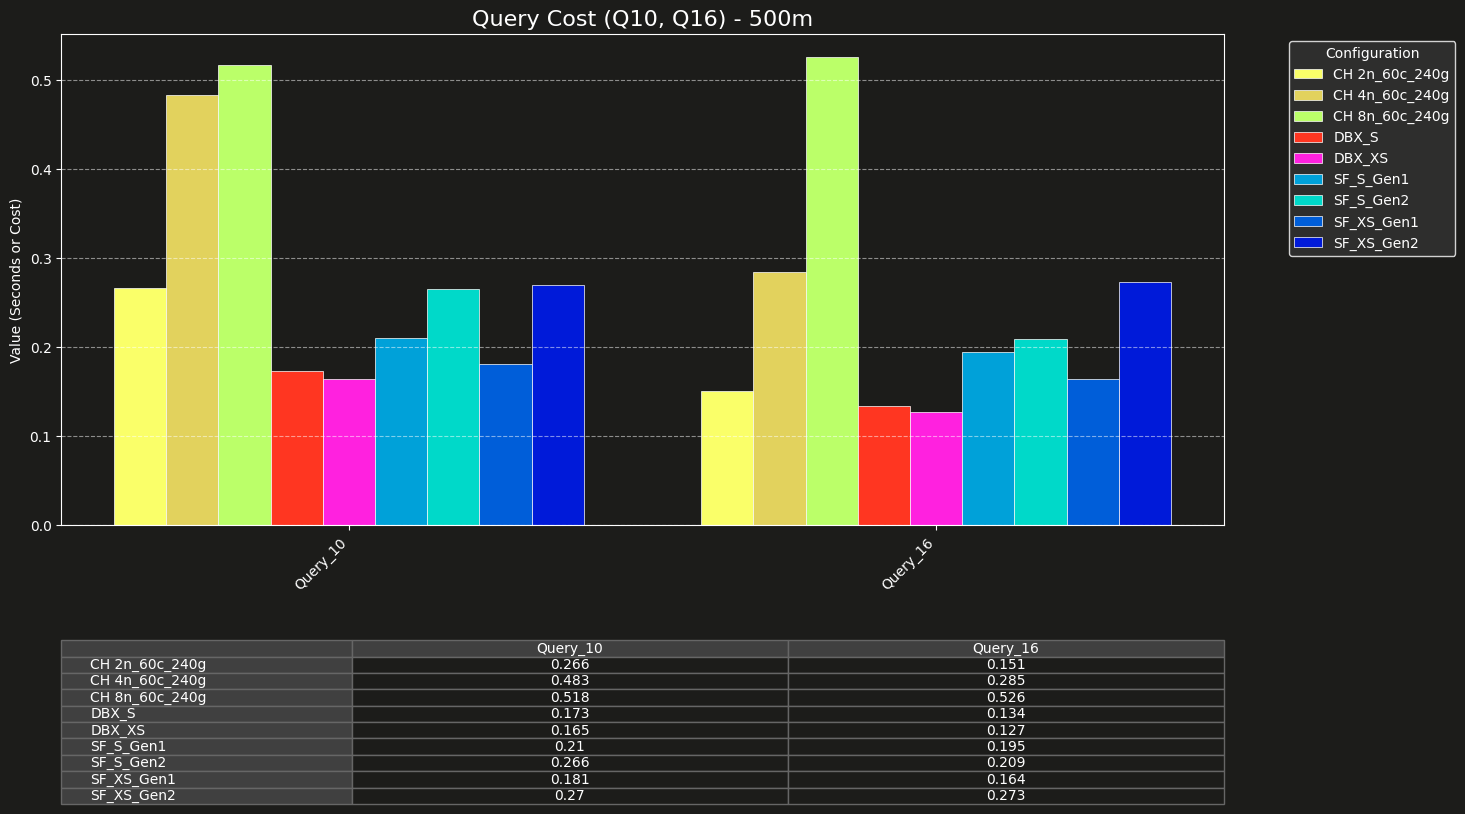 Query Cost (Q10, Q16) - 500m
Value (Seconds or Cost)
0.5
0.4
0.3
0.2
0.1
0.0
Query_10
Query_16
Configuration
CH 2n_60c_240g
CH 4n_60c_240g
CH 8n_60c_240g
DBX_S
DBX_XS
SF_S_Gen1
SF_S_Gen2
SF_XS_Gen1
SF_XS_Gen2
Query_10 Query_16
CH 2n_60c_240g 0.266 0.151
CH 4n_60c_240g 0.483 0.285
CH 8n_60c_240g 0.518 0.526
DBX_S 0.173 0.134
DBX_XS 0.165 0.127
SF_S_Gen1 0.21 0.195
SF_S_Gen2 0.266 0.209
SF_XS_Gen1 0.181 0.164
SF_XS_Gen2 0.27 0.273